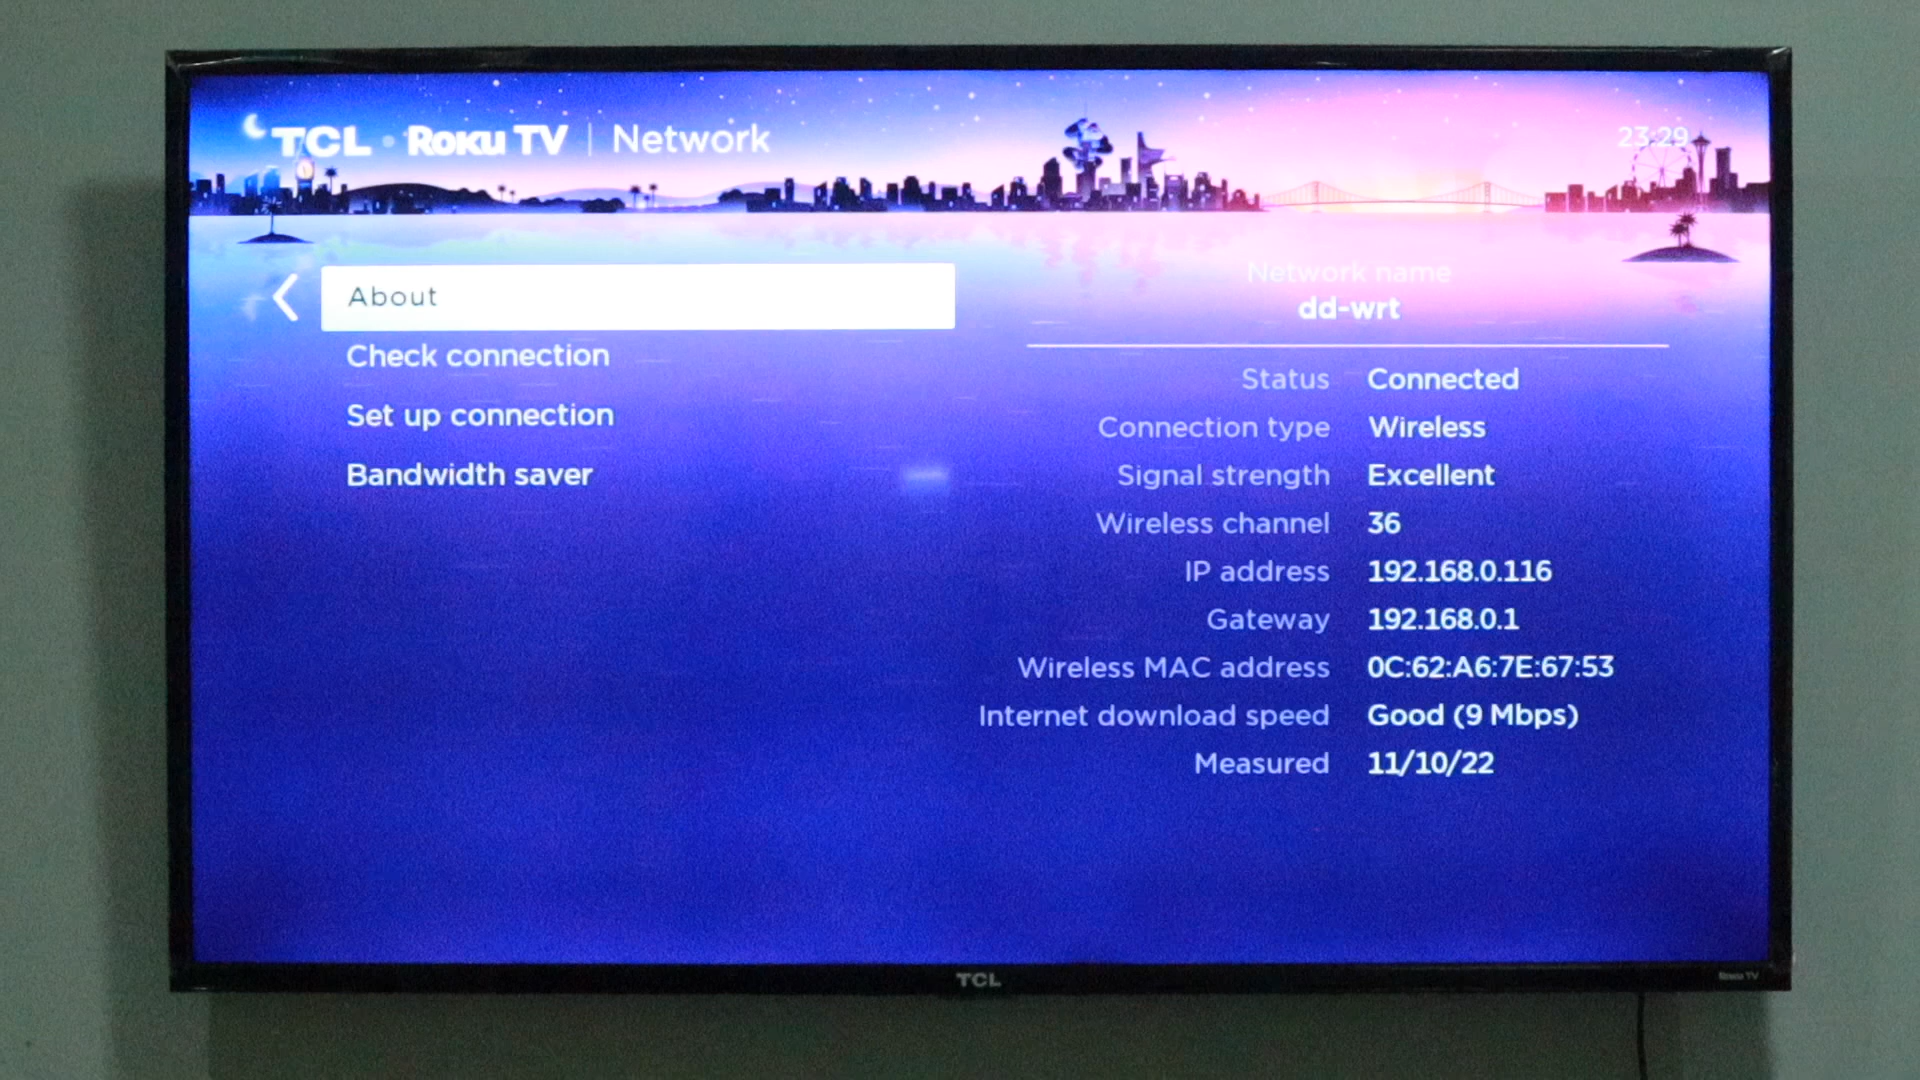 TCL • Roku TV | Network
23:29
About
Check connection
Set up connection
Bandwidth saver
Network name
dd-wrt
Status Connected
Connection type Wireless
Signal strength Excellent
Wireless channel 36
IP address 192.168.0.116
Gateway 192.168.0.1
Wireless MAC address 0C:62:A6:7E:67:53
Internet download speed Good (9 Mbps)
Measured 11/10/22
TCL
Roku TV